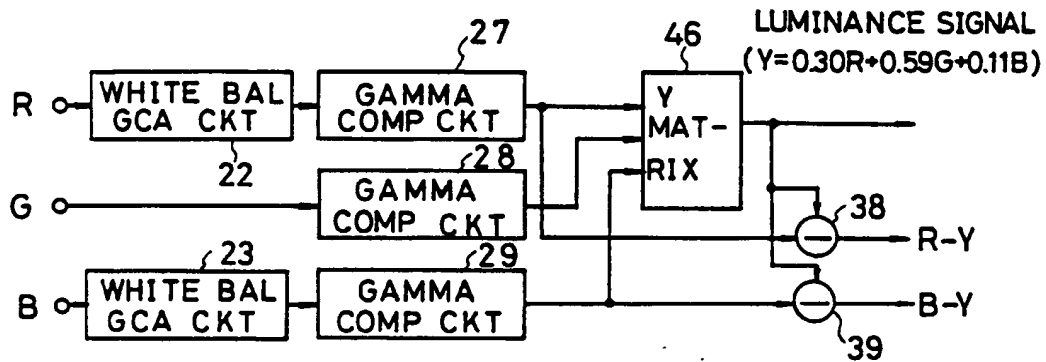 LUMINANCE SIGNAL
(Y=0.30R+0.59G+0.11B)
27
46
R
WHITE BAL
GCA CKT
GAMMA
COMP CKT
Y
MAT-
RIX
22
28
G
GAMMA
COMP CKT
38
R-Y
23
29
B
WHITE BAL
GCA CKT
GAMMA
COMP CKT
B-Y
39